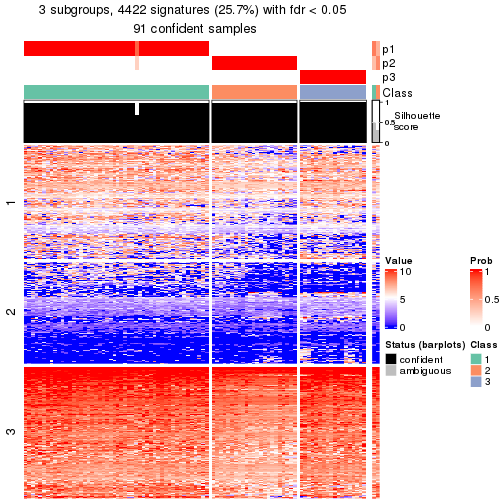 3 subgroups, 4422 signatures (25.7%) with fdr < 0.05
91 confident samples
p1
p2
p3
Class
1
0.5
0
Silhouette
score
1
2
3
Value
10
5
0
Prob
1
0.5
0
Status (barplots)
confident
ambiguous
Class
1
2
3